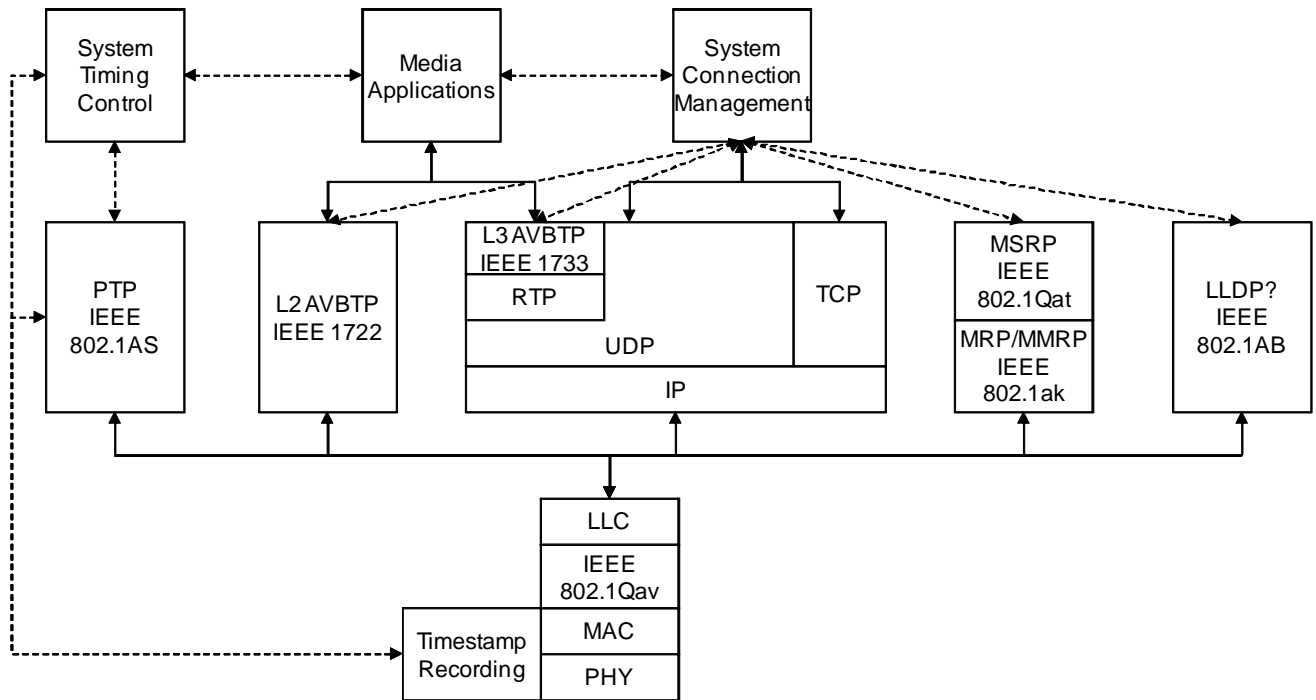 System
Timing
Control
Media
Applications
System
Connection
Management
PTP
IEEE
802.1AS
L2 AVBTP
IEEE 1722
L3 AVBTP
IEEE 1733
RTP
UDP
TCP
IP
MSRP
IEEE
802.1Qat
MRP/MMRP
IEEE
802.1ak
LLDP?
IEEE
802.1AB
LLC
IEEE
802.1Qav
Timestamp
Recording
MAC
PHY